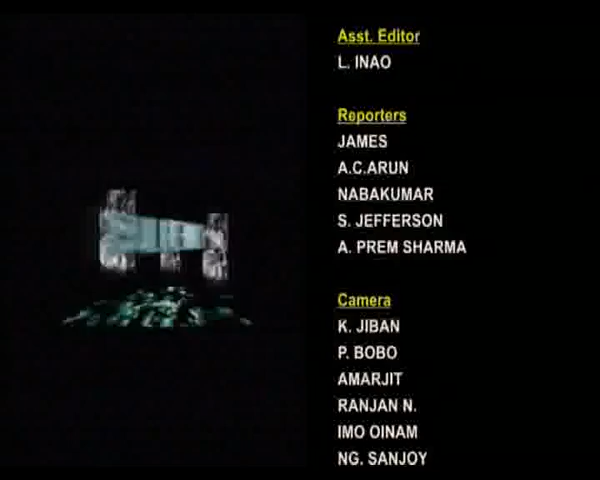 Asst. Editor
L. INAO
Reporters
JAMES
A.C.ARUN
NABAKUMAR
S. JEFFERSON
A. PREM SHARMA
Camera
K. JIBAN
P. BOBO
AMARJIT
RANJAN N.
IMO OINAM
NG. SANJOY